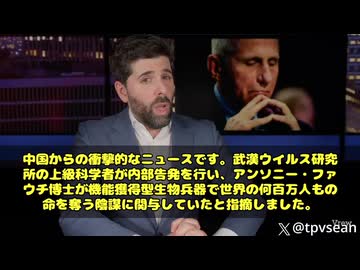 Vrew
中国からの衝撃的なニュースです。武漢ウイルス研究
所の上級科学者が内部告発を行い、アンソニー・ファ
ウチ博士が機能獲得型生物兵器で世界の何百万人もの
命を奪う陰謀に関与していたと指摘しました。
@tpvsean